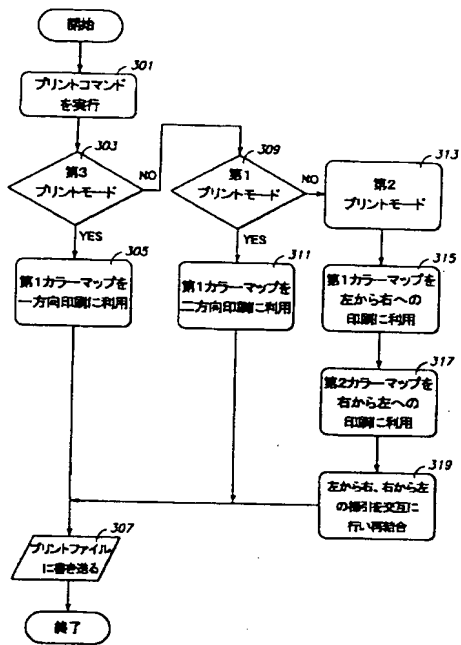 開始
301
プリントコマンド
を実行
303
第3
プリントモード
NO
YES
305
第1カラーマップを
一方向印刷に利用
309
第1
プリントモード
NO
YES
311
第1カラーマップを
二方向印刷に利用
313
第2
プリントモード
315
第1カラーマップを
左から右への
印刷に利用
317
第2カラーマップを
右から左への
印刷に利用
319
左から右、右から左
の掃引を交互に
行い再結合
307
プリントファイル
に書き送る
終了